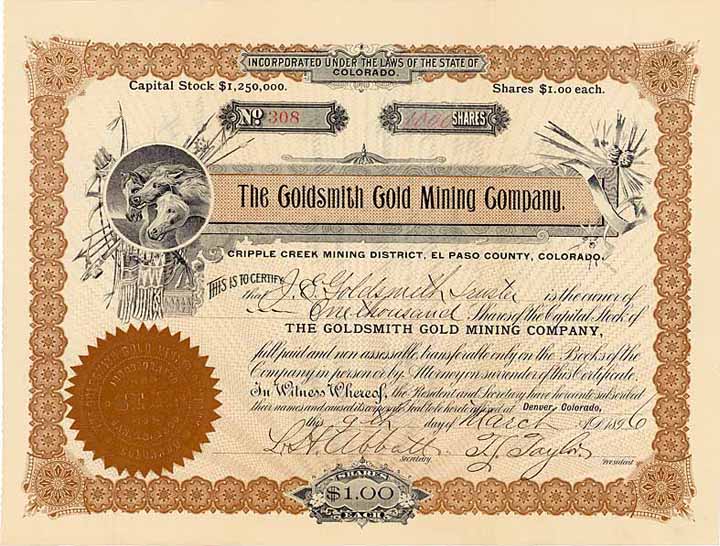 INCORPORATED UNDER THE LAWS OF THE STATE OF
COLORADO.
Capital Stock $1,250,000. Shares $1.00 each.
No 308 1000 SHARES
The Goldsmith Gold Mining Company.
CRIPPLE CREEK MINING DISTRICT, EL PASO COUNTY, COLORADO.
THIS IS TO CERTIFY
that J. E. Goldsmith Trustee is the owner of
One thousand Shares of the Capital Stock of
THE GOLDSMITH GOLD MINING COMPANY,
full paid and non assessable, transferable only on the Books of the
Company in person or by Attorney on surrender of this Certificate.
In Witness Whereof, the President and Secretary have hereunto subscribed
their names and caused its corporate Seal to be hereto affixed at Denver, Colorado,
this 9th day of March A.D. 1896
T. J. Taylor
Secretary. President
SHARES
$1.00
EACH